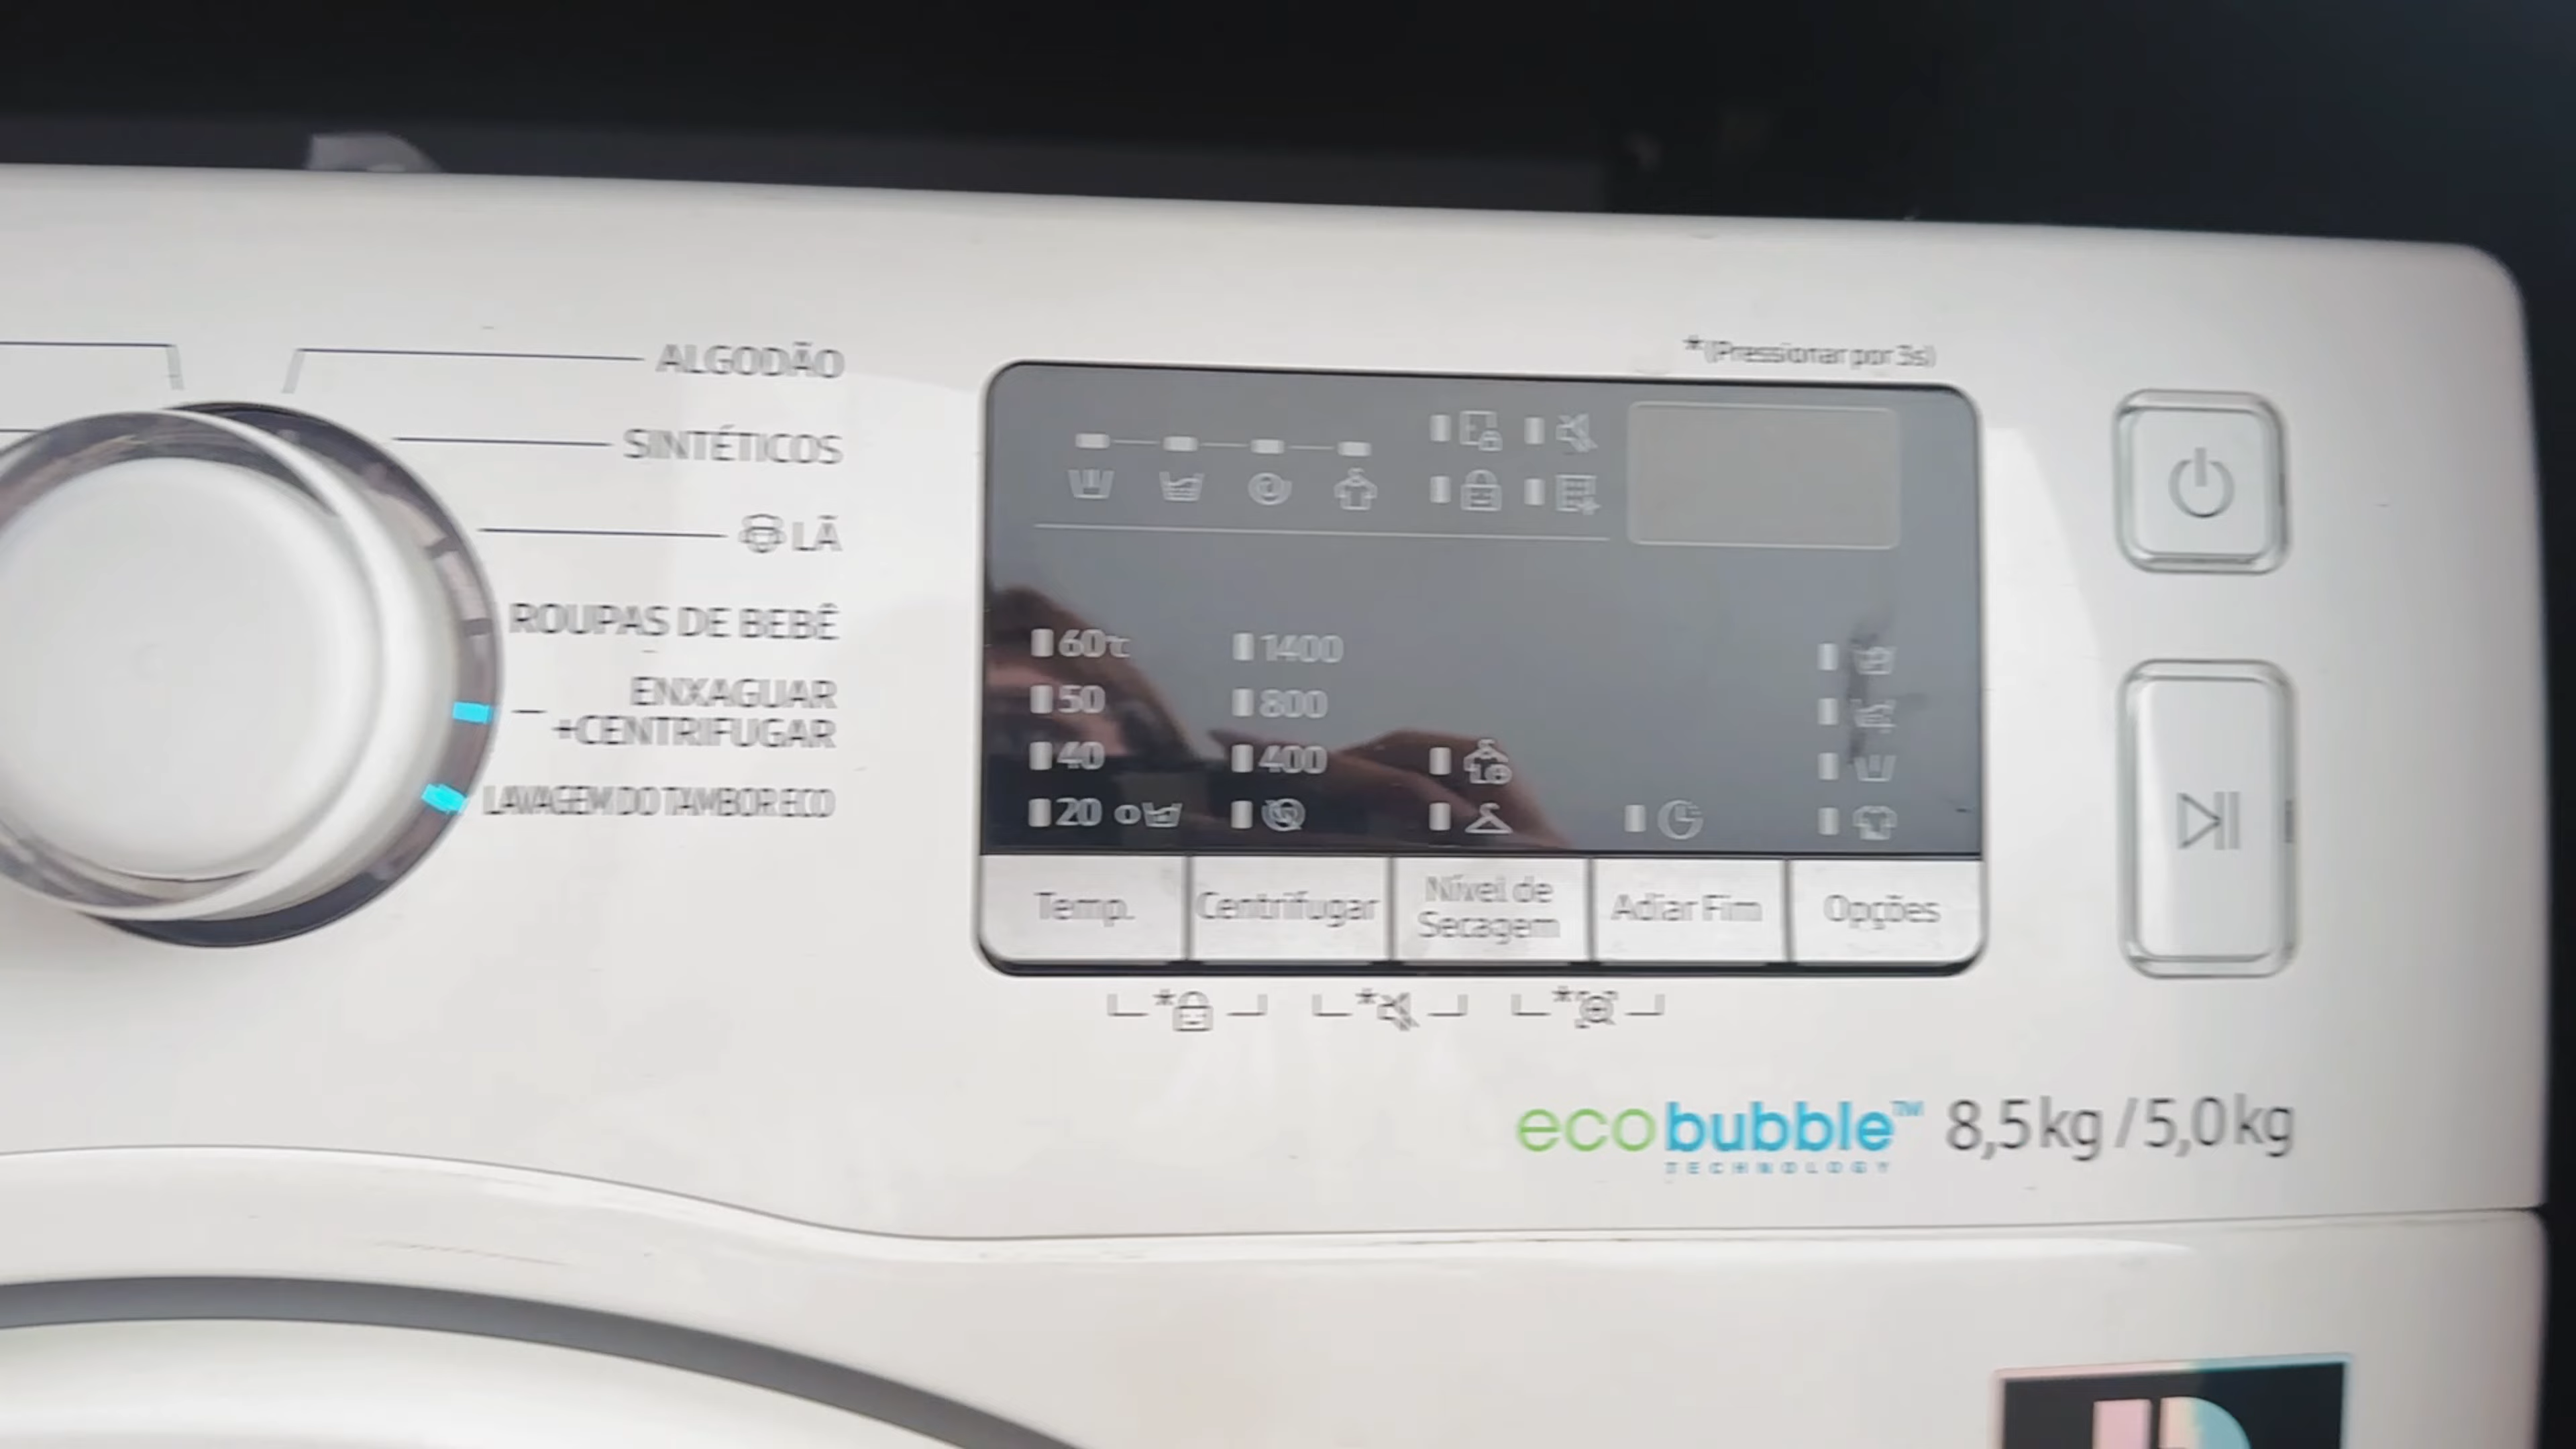 *(Pressionar por 3s)
ALGODÃO
SINTÉTICOS
LÃ
ROUPAS DE BEBÊ
ENXAGUAR
+CENTRIFUGAR
LAVAGEM DO TAMBOR ECO
60℃ 1400
50 800
40 400
20
Temp.
Centrifugar
Nível de
Secagem
Adiar Fim
Opções
ecobubble™ 8,5kg/5,0kg
TECHNOLOGY